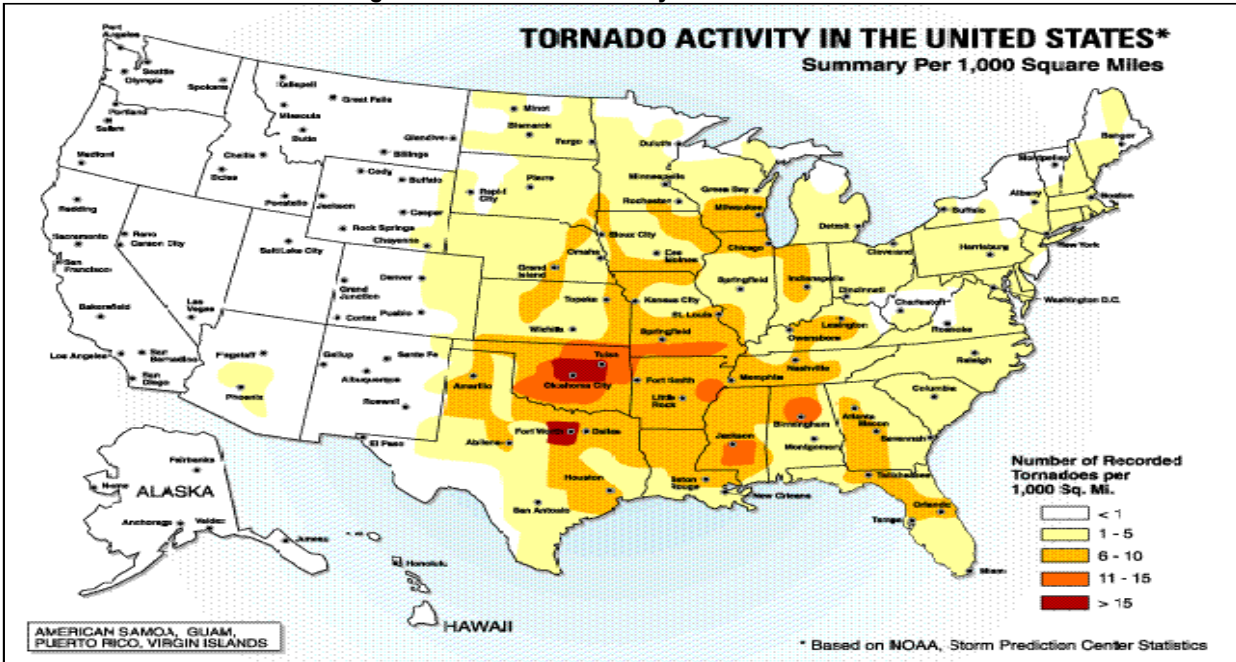 TORNADO ACTIVITY IN THE UNITED STATES*
Summary Per 1,000 Square Miles
Port
Angeles
Seattle
Olympia
Spokane
Portland
Salem
Medford
Kalispell
Great Falls
Missoula
Butte
Glendive
Billings
Challis
Boise
Pocatello
Cody
Buffalo
Jackson
Casper
Rock Springs
Cheyenne
Minot
Bismarck
Fargo
Pierre
Rapid
City
Duluth
Minneapolis
Rochester
Green Bay
Milwaukee
Chicago
Detroit
Bangor
Montpelier
Albany
Boston
Buffalo
New York
Harrisburg
Cleveland
Washington D.C.
Redding
Sacramento
San
Francisco
Reno
Carson City
Bakersfield
Las
Vegas
Los Angeles
San
Bernardino
San
Diego
Salt Lake City
Grand
Junction
Denver
Pueblo
Cortez
Sioux City
Omaha
Grand
Island
Des
Moines
Topeka
Kansas City
Wichita
St. Louis
Springfield
Springfield
Indianapolis
Cincinnati
Charleston
Roanoke
Lexington
Owensboro
Nashville
Memphis
Raleigh
Columbia
Flagstaff
Phoenix
Gallup
Santa Fe
Albuquerque
Roswell
El Paso
Amarillo
Tulsa
Oklahoma City
Fort Smith
Little
Rock
Abilene
Fort Worth
Dallas
Houston
San Antonio
Jackson
Baton
Rouge
New Orleans
Birmingham
Montgomery
Atlanta
Macon
Savannah
Tallahassee
Orlando
Tampa
Miami
Fairbanks
Nome
ALASKA
Anchorage
Valdez
Juneau
Honolulu
HAWAII
Number of Recorded
Tornadoes per
1,000 Sq. Mi.
< 1
1 - 5
6 - 10
11 - 15
> 15
AMERICAN SAMOA, GUAM,
PUERTO RICO, VIRGIN ISLANDS
* Based on NOAA, Storm Prediction Center Statistics